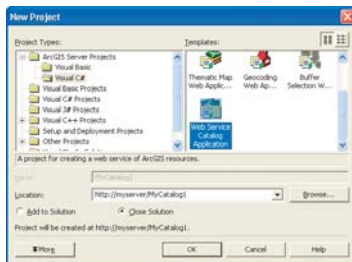 New Project
Project Types:
Templates:
ArcGIS Server Projects
Visual Basic
Visual C#
Visual Basic Projects
Visual C# Projects
Visual J# Projects
Visual C++ Projects
Setup and Deployment Projects
Other Projects
Thematic Map Web Applic...
Geocoding Web Ap...
Buffer Selection W...
Web Service Catalog Application
A project for creating a web service of ArcGIS resources.
Name:
MyCatalog1
Location:
http://myserver/MyCatalog1
Browse...
Add to Solution
Close Solution
Project will be created at http://myserver/MyCatalog1.
More
OK
Cancel
Help